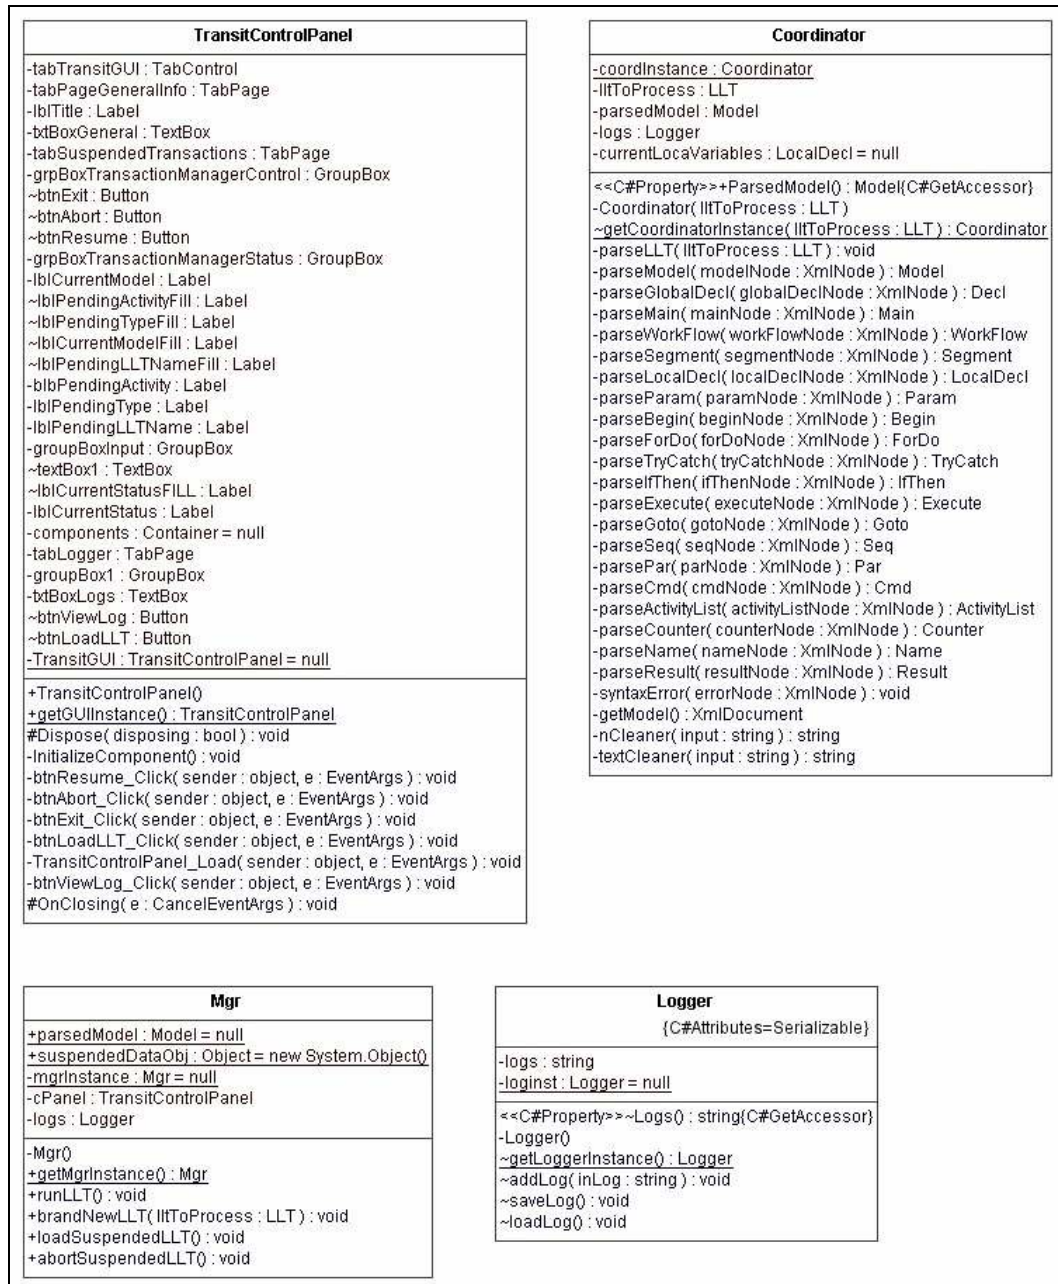 TransitControlPanel
-tabTransitGUI : TabControl
-tabPageGeneralInfo : TabPage
-lblTitle : Label
-txtBoxGeneral : TextBox
-tabSuspendedTransactions : TabPage
-grpBoxTransactionManagerControl : GroupBox
~btnExit : Button
~btnAbort : Button
~btnResume : Button
-grpBoxTransactionManagerStatus : GroupBox
-lblCurrentModel : Label
~lblPendingActivityFill : Label
~lblPendingTypeFill : Label
~lblCurrentModelFill : Label
~lblPendingLLTNameFill : Label
-blbPendingActivity : Label
-lblPendingType : Label
-lblPendingLLTName : Label
-groupBoxInput : GroupBox
~textBox1 : TextBox
~lblCurrentStatusFILL : Label
-lblCurrentStatus : Label
-components : Container = null
-tabLogger : TabPage
-groupBox1 : GroupBox
-txtBoxLogs : TextBox
~btnViewLog : Button
~btnLoadLLT : Button
-TransitGUI : TransitControlPanel = null
+TransitControlPanel()
+getGUIInstance() : TransitControlPanel
#Dispose( disposing : bool ) : void
-InitializeComponent() : void
-btnResume_Click( sender : object, e : EventArgs ) : void
-btnAbort_Click( sender : object, e : EventArgs ) : void
-btnExit_Click( sender : object, e : EventArgs ) : void
-btnLoadLLT_Click( sender : object, e : EventArgs ) : void
-TransitControlPanel_Load( sender : object, e : EventArgs ) : void
-btnViewLog_Click( sender : object, e : EventArgs ) : void
#OnClosing( e : CancelEventArgs ) : void
Coordinator
-coordInstance : Coordinator
-lltToProcess : LLT
-parsedModel : Model
-logs : Logger
-currentLocaVariables : LocalDecl = null
<<C#Property>>+ParsedModel() : Model{C#GetAccessor}
-Coordinator( lltToProcess : LLT )
~getCoordinatorInstance( lltToProcess : LLT ) : Coordinator
-parseLLT( lltToProcess : LLT ) : void
-parseModel( modelNode : XmlNode ) : Model
-parseGlobalDecl( globalDeclNode : XmlNode ) : Decl
-parseMain( mainNode : XmlNode ) : Main
-parseWorkFlow( workFlowNode : XmlNode ) : WorkFlow
-parseSegment( segmentNode : XmlNode ) : Segment
-parseLocalDecl( localDeclNode : XmlNode ) : LocalDecl
-parseParam( paramNode : XmlNode ) : Param
-parseBegin( beginNode : XmlNode ) : Begin
-parseForDo( forDoNode : XmlNode ) : ForDo
-parseTryCatch( tryCatchNode : XmlNode ) : TryCatch
-parseIfThen( ifThenNode : XmlNode ) : IfThen
-parseExecute( executeNode : XmlNode ) : Execute
-parseGoto( gotoNode : XmlNode ) : Goto
-parseSeq( seqNode : XmlNode ) : Seq
-parsePar( parNode : XmlNode ) : Par
-parseCmd( cmdNode : XmlNode ) : Cmd
-parseActivityList( activityListNode : XmlNode ) : ActivityList
-parseCounter( counterNode : XmlNode ) : Counter
-parseName( nameNode : XmlNode ) : Name
-parseResult( resultNode : XmlNode ) : Result
-syntaxError( errorNode : XmlNode ) : void
-getModel() : XmlDocument
-nCleaner( input : string ) : string
-textCleaner( input : string ) : string
Mgr
+parsedModel : Model = null
+suspendedDataObj : Object = new System.Object()
-mgrInstance : Mgr = null
-cPanel : TransitControlPanel
-logs : Logger
-Mgr()
+getMgrInstance() : Mgr
+runLLT() : void
+brandNewLLT( lltToProcess : LLT ) : void
+loadSuspendedLLT() : void
+abortSuspendedLLT() : void
Logger
{C#Attributes=Serializable}
-logs : string
-loginst : Logger = null
<<C#Property>>~Logs() : string{C#GetAccessor}
-Logger()
~getLoggerInstance() : Logger
~addLog( inLog : string ) : void
~saveLog() : void
~loadLog() : void